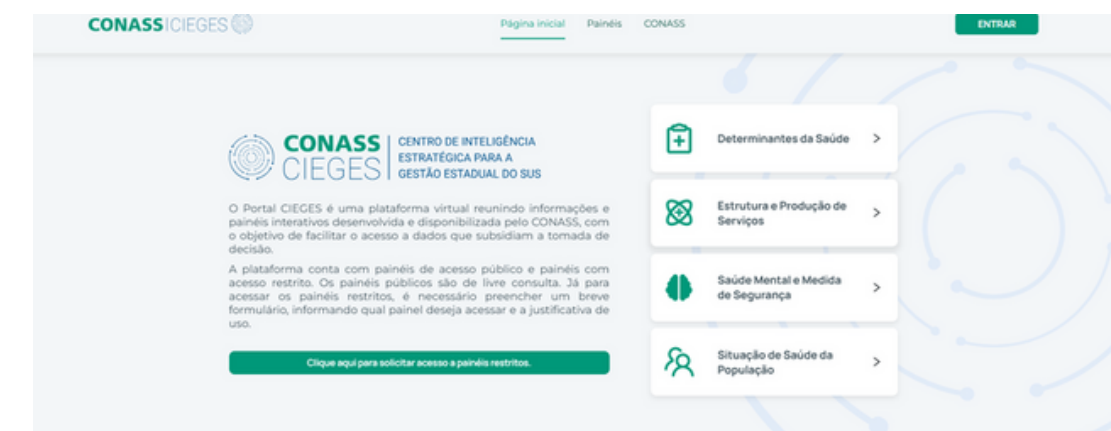 CONASS CIEGES
Página inicial Painéis CONASS
ENTRAR
CONASS
CIEGES
CENTRO DE INTELIGÊNCIA
ESTRATÉGICA PARA A
GESTÃO ESTADUAL DO SUS
O Portal CIEGES é uma plataforma virtual reunindo informações e
painéis interativos desenvolvida e disponibilizada pelo CONASS, com
o objetivo de facilitar o acesso a dados que subsidiam a tomada de
decisão.
A plataforma conta com painéis de acesso público e painéis com
acesso restrito. Os painéis públicos são de livre consulta. Já para
acessar os painéis restritos, é necessário preencher um breve
formulário, informando qual painel deseja acessar e a justificativa de
uso.
Clique aqui para solicitar acesso a painéis restritos.
Determinantes da Saúde
Estrutura e Produção de
Serviços
Saúde Mental e Medida
de Segurança
Situação de Saúde da
População